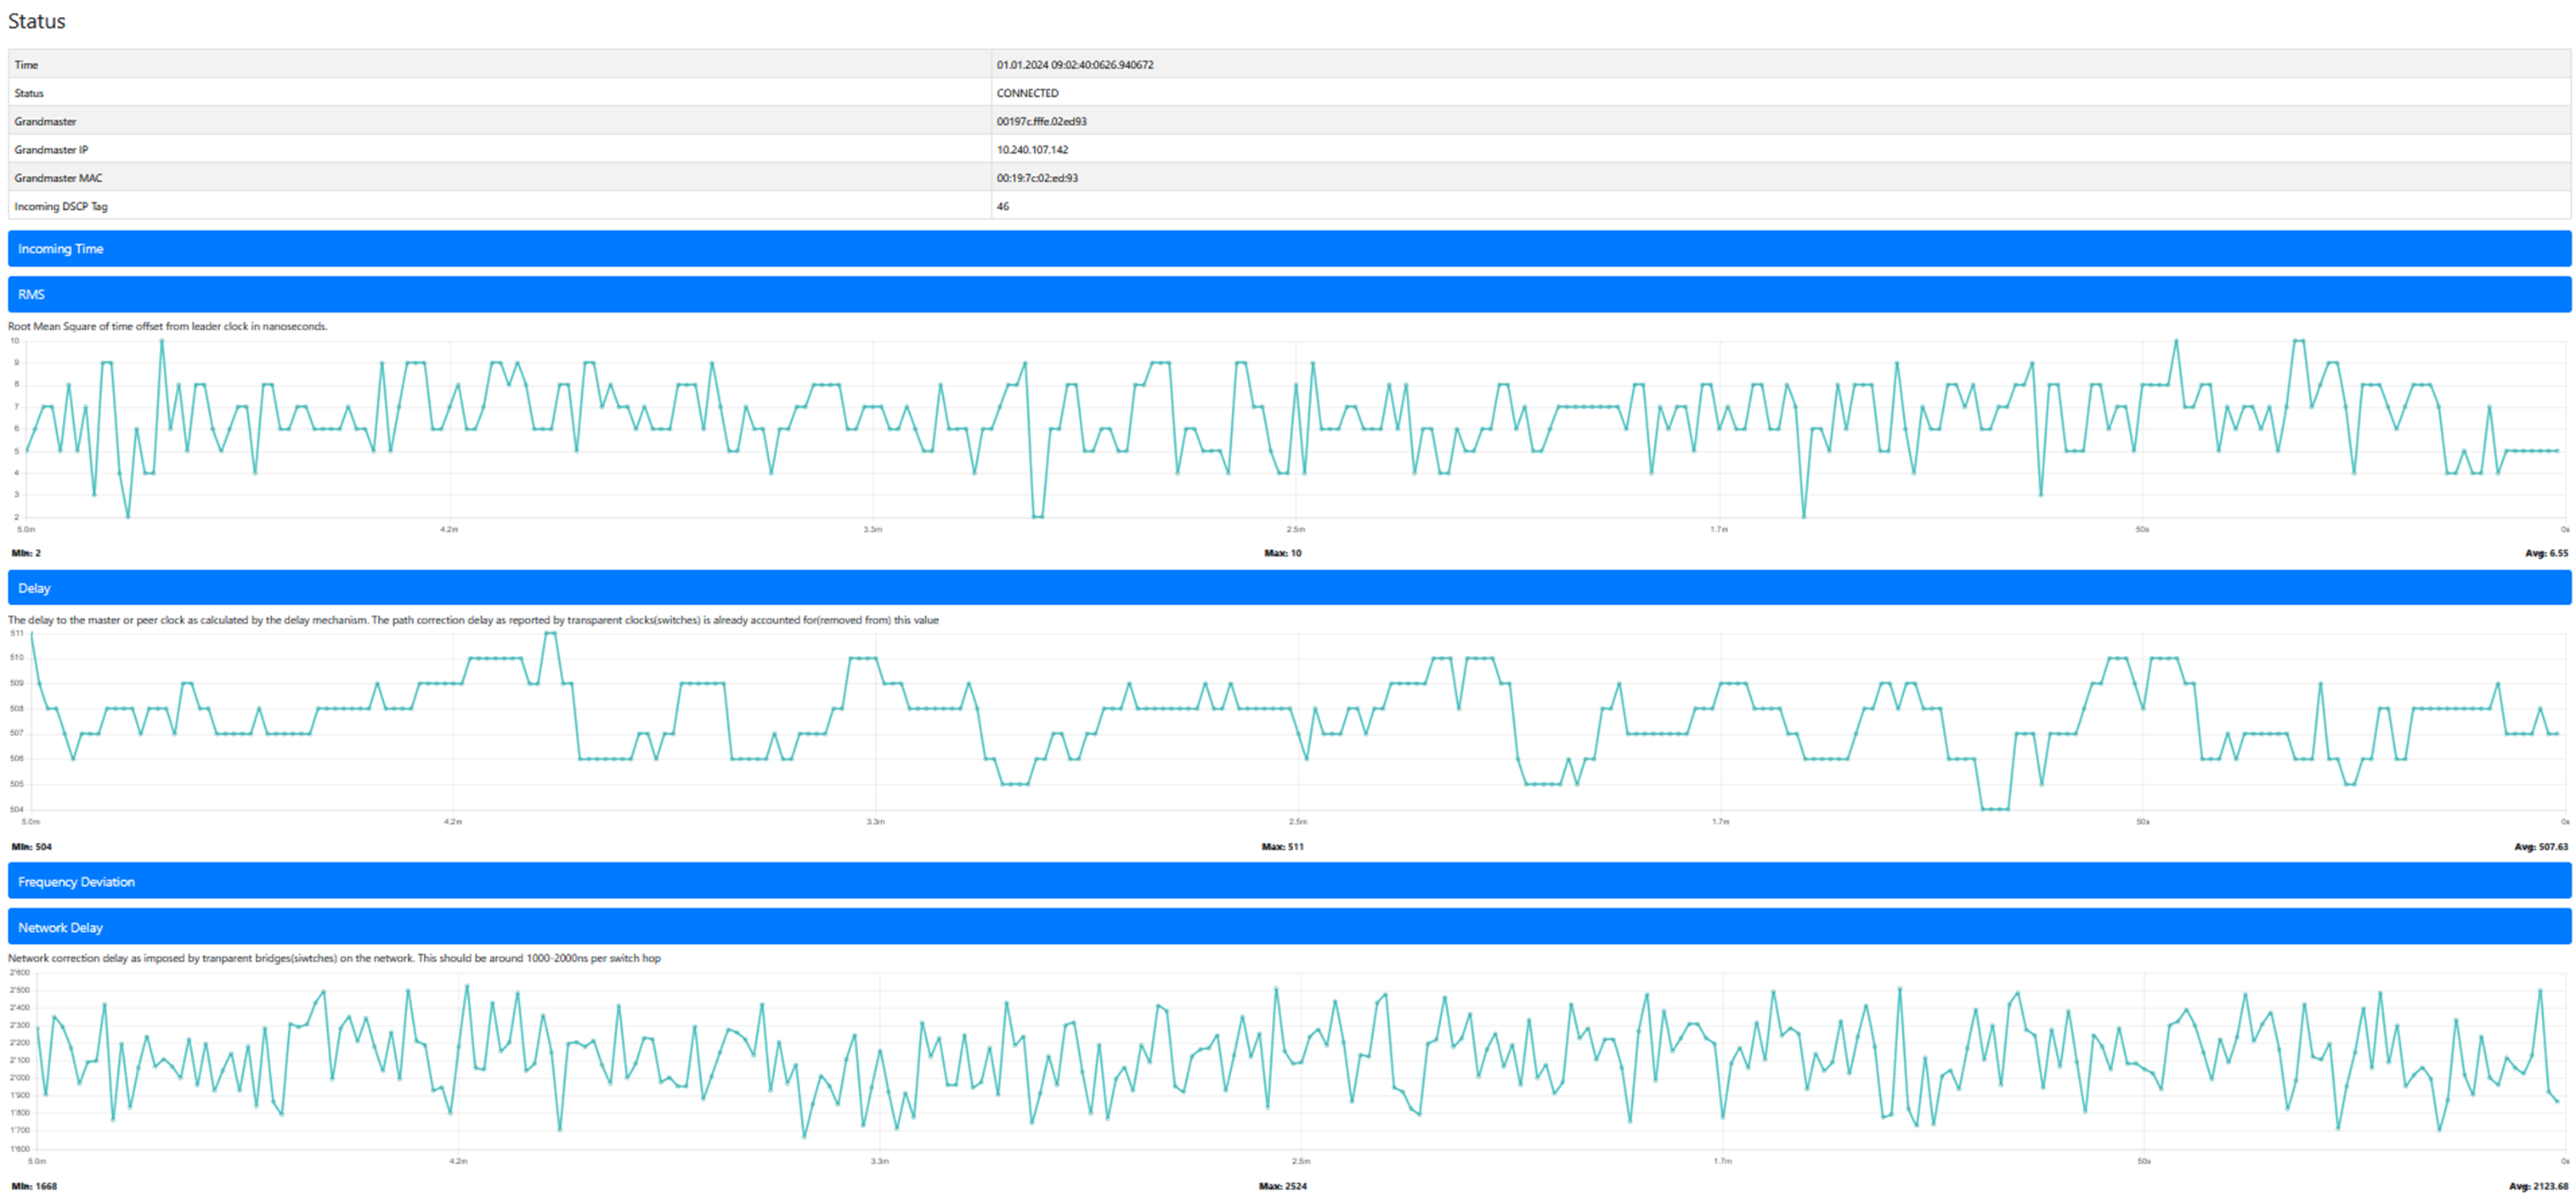 Status
Time 01.01.2024 09:02:40:0626.940672
Status CONNECTED
Grandmaster 00197c.fffe.02ed93
Grandmaster IP 10.240.107.142
Grandmaster MAC 00:19:7c:02:ed:93
Incoming DSCP Tag 46
Incoming Time
RMS
Root Mean Square of time offset from leader clock in nanoseconds.
10
9
8
7
6
5
4
3
2
5.0m 4.2m 3.3m 2.5m 1.7m 50s 0s
Min: 2 Max: 10 Avg: 6.55
Delay
The delay to the master or peer clock as calculated by the delay mechanism. The path correction delay as reported by transparent clocks(switches) is already accounted for(removed from) this value
511
510
509
508
507
506
505
504
5.0m 4.2m 3.3m 2.5m 1.7m 50s 0s
Min: 504 Max: 511 Avg: 507.63
Frequency Deviation
Network Delay
Network correction delay as imposed by tranparent bridges(siwtches) on the network. This should be around 1000-2000ns per switch hop
2'600
2'500
2'400
2'300
2'200
2'100
2'000
1'900
1'800
1'700
1'600
5.0m 4.2m 3.3m 2.5m 1.7m 50s 0s
Min: 1668 Max: 2524 Avg: 2123.68